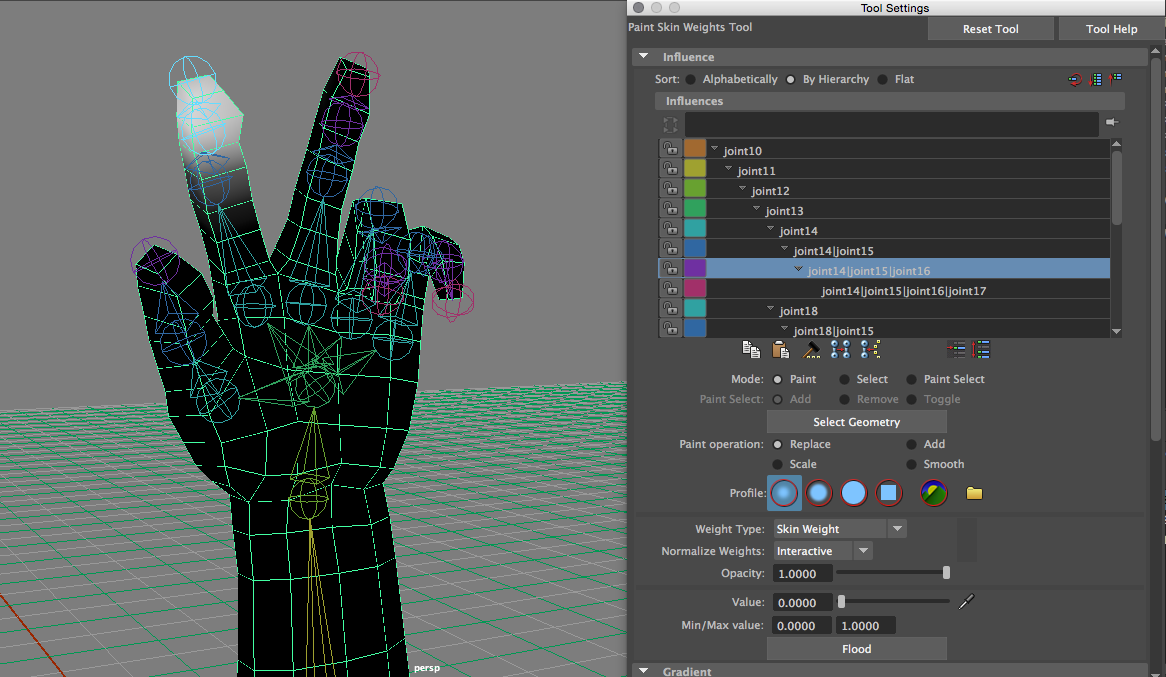 Tool Settings
Paint Skin Weights Tool
Reset Tool
Tool Help
Influence
Sort: Alphabetically By Hierarchy Flat
Influences
joint10
joint11
joint12
joint13
joint14
joint14|joint15
joint14|joint15|joint16
joint14|joint15|joint16|joint17
joint18
joint18|joint15
Mode: Paint Select Paint Select
Paint Select: Add Remove Toggle
Select Geometry
Paint operation: Replace Add
Scale Smooth
Profile:
Weight Type: Skin Weight
Normalize Weights: Interactive
Opacity: 1.0000
Value: 0.0000
Min/Max value: 0.0000 1.0000
Flood
Gradient
persp